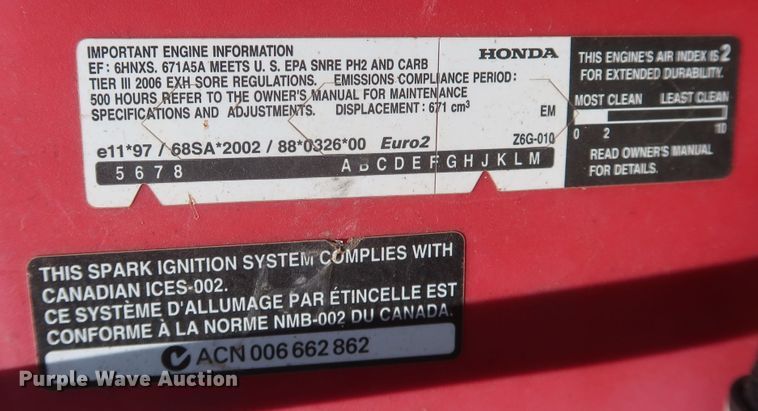 IMPORTANT ENGINE INFORMATION
HONDA
EF: 6HNXS. 671A5A MEETS U. S. EPA SNRE PH2 AND CARB
TIER III 2006 EXH SORE REGULATIONS. EMISSIONS COMPLIANCE PERIOD:
500 HOURS REFER TO THE OWNER'S MANUAL FOR MAINTENANCE
SPECIFICATIONS AND ADJUSTMENTS. DISPLACEMENT: 671 cm³
EM
e11*97 / 68SA*2002 / 88*0326*00 Euro2
Z6G-010
5 6 7 8 A B C D E F G H J K L M
THIS ENGINE'S AIR INDEX IS 2
FOR EXTENDED DURABILITY.
MOST CLEAN LEAST CLEAN
0 2 10
READ OWNER'S MANUAL
FOR DETAILS.
THIS SPARK IGNITION SYSTEM COMPLIES WITH
CANADIAN ICES-002.
CE SYSTÈME D'ALLUMAGE PAR ÉTINCELLE EST
CONFORME À LA NORME NMB-002 DU CANADA.
ACN 006 662 862
Purple Wave Auction